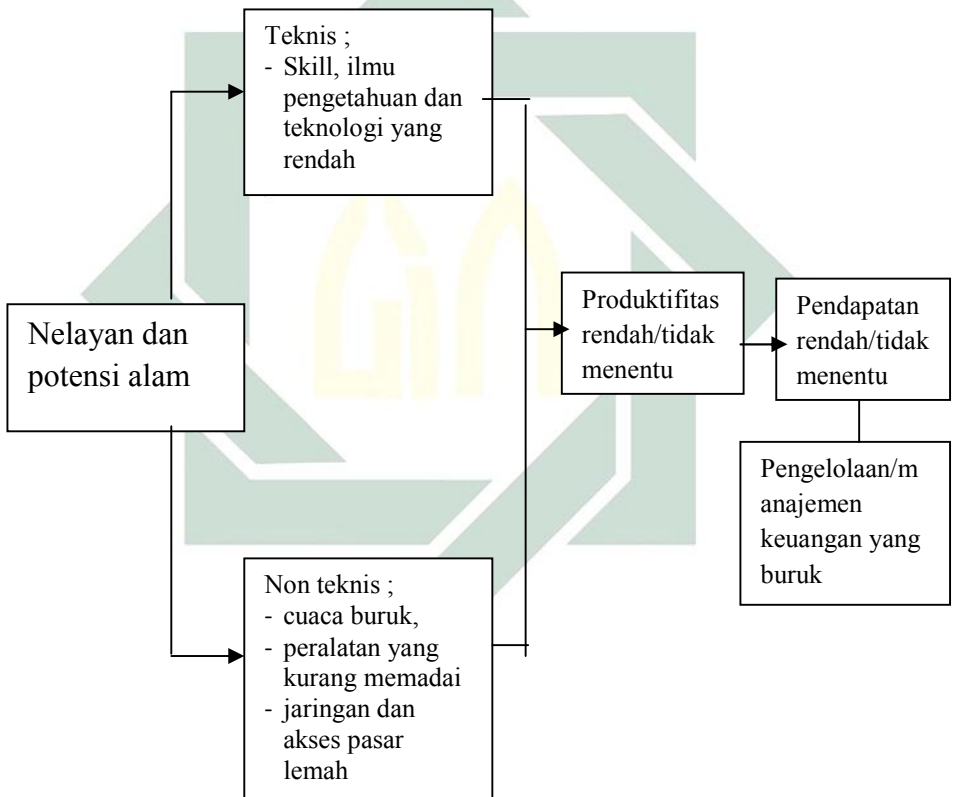 Teknis ;
- Skill, ilmu
pengetahuan dan
teknologi yang
rendah
Nelayan dan
potensi alam
Produktifitas
rendah/tidak
menentu
Pendapatan
rendah/tidak
menentu
Pengelolaan/m
anajemen
keuangan yang
buruk
Non teknis ;
- cuaca buruk,
- peralatan yang
kurang memadai
- jaringan dan
akses pasar
lemah